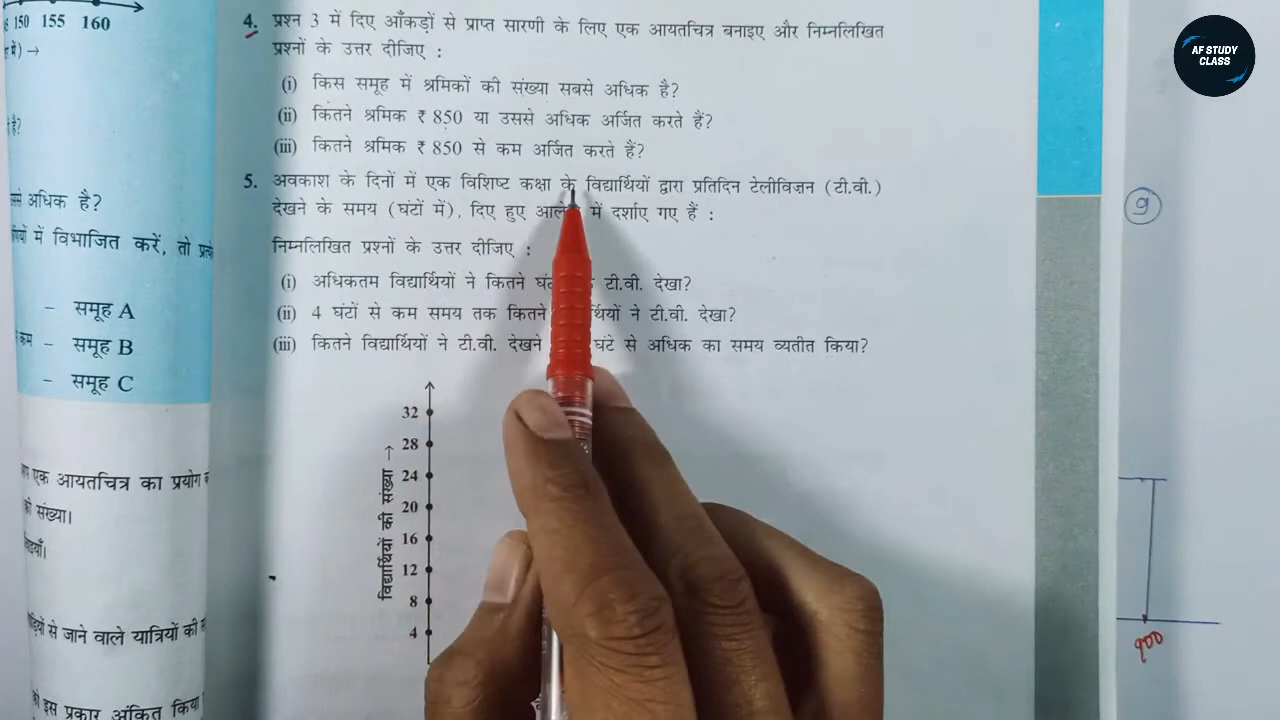 150 155 160
में) →
है?
से अधिक है?
में विभाजित करें, तो
– समूह A
कम – समूह B
– समूह C
एक आयतचित्र का प्रयोग
की संख्या।
से जाने वाले यात्रियों की
को इस प्रकार अंकित किया
4. प्रश्न 3 में दिए आँकड़ों से प्राप्त सारणी के लिए एक आयतचित्र बनाइए और निम्नलिखित
प्रश्नों के उत्तर दीजिए :
(i) किस समूह में श्रमिकों की संख्या सबसे अधिक है?
(ii) कितने श्रमिक ₹ 850 या उससे अधिक अर्जित करते हैं?
(iii) कितने श्रमिक ₹ 850 से कम अर्जित करते हैं?
5. अवकाश के दिनों में एक विशिष्ट कक्षा के विद्यार्थियों द्वारा प्रतिदिन टेलीविज़न (टी.वी.)
देखने के समय (घंटों में), दिए हुए में दर्शाए गए हैं :
निम्नलिखित प्रश्नों के उत्तर दीजिए :
(i) अधिकतम विद्यार्थियों ने कितने टी.वी. देखा?
(ii) 4 घंटों से कम समय तक कितने ने टी.वी. देखा?
(iii) कितने विद्यार्थियों ने टी.वी. देखने घंटे से अधिक का समय व्यतीत किया?
विद्यार्थियों की संख्या →
32
28
24
20
16
12
8
4
AF STUDY
CLASS
900